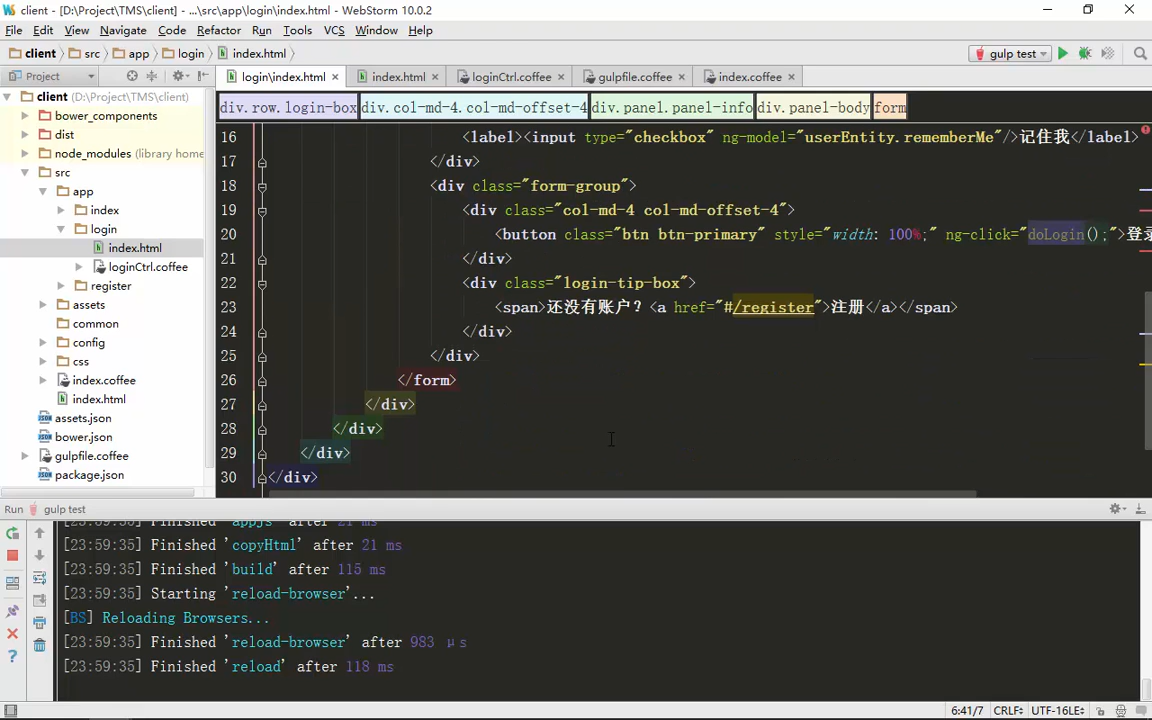 client - [D:\Project\TMS\client] - ...\src\app\login\index.html - WebStorm 10.0.2
File Edit View Navigate Code Refactor Run Tools VCS Window Help
client src app login index.html gulp test
Project login\index.html index.html loginCtrl.coffee gulpfile.coffee index.coffee
client (D:\Project\TMS\client)
bower_components
dist
node_modules (library home
src
app
index
login
index.html
loginCtrl.coffee
register
assets
common
config
css
index.coffee
index.html
assets.json
bower.json
gulpfile.coffee
package.json
div.row.login-box div.col-md-4.col-md-offset-4 div.panel.panel-info div.panel-body form
16 <label><input type="checkbox" ng-model="userEntity.rememberMe"/>记住我</label>
17 </div>
18 <div class="form-group">
19 <div class="col-md-4 col-md-offset-4">
20 <button class="btn btn-primary" style="width: 100%;" ng-click="doLogin();">登录
21 </div>
22 <div class="login-tip-box">
23 <span>还没有账户？<a href="#/register">注册</a></span>
24 </div>
25 </div>
26 </form>
27 </div>
28 </div>
29 </div>
30 </div>
Run gulp test
[23:59:35] Finished 'appjs' after 21 ms
[23:59:35] Finished 'copyHtml' after 21 ms
[23:59:35] Finished 'build' after 115 ms
[23:59:35] Starting 'reload-browser'...
[BS] Reloading Browsers...
[23:59:35] Finished 'reload-browser' after 983 μs
[23:59:35] Finished 'reload' after 118 ms
6:41/7 CRLF UTF-16LE